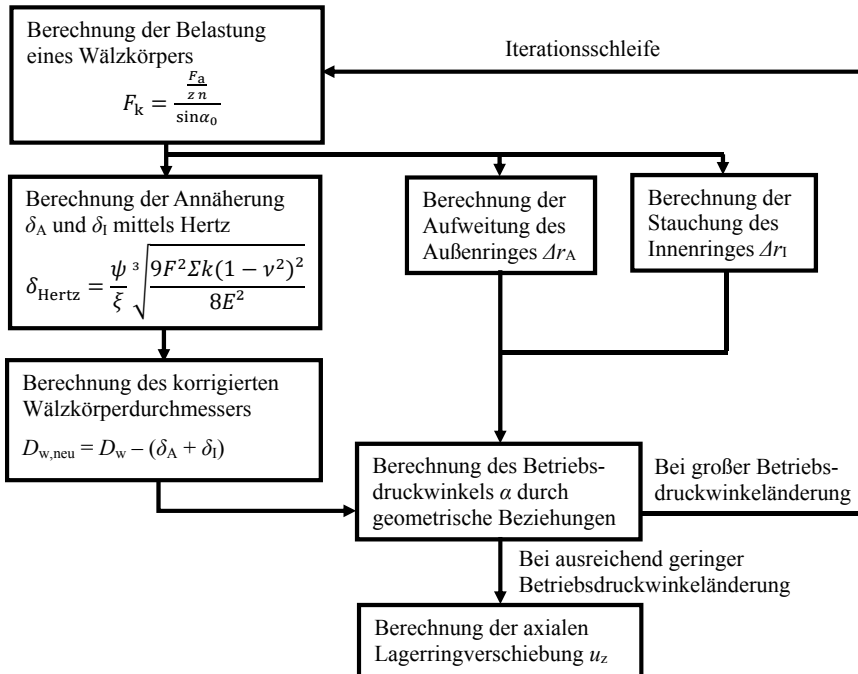 Berechnung der Belastung
eines Wälzkörpers
F_k = (F_a / (z n)) / sinα_0
Iterationsschleife
Berechnung der Annäherung
δ_A und δ_I mittels Hertz
δ_Hertz = ψ/ξ ∛(9F²Σk(1 − ν²)² / 8E²)
Berechnung der
Aufweitung des
Außenringes Δr_A
Berechnung der
Stauchung des
Innenringes Δr_I
Berechnung des korrigierten
Wälzkörperdurchmessers
D_w,neu = D_w – (δ_A + δ_I)
Berechnung des Betriebs-
druckwinkels α durch
geometrische Beziehungen
Bei großer Betriebs-
druckwinkeländerung
Bei ausreichend geringer
Betriebsdruckwinkeländerung
Berechnung der axialen
Lagerringverschiebung u_z